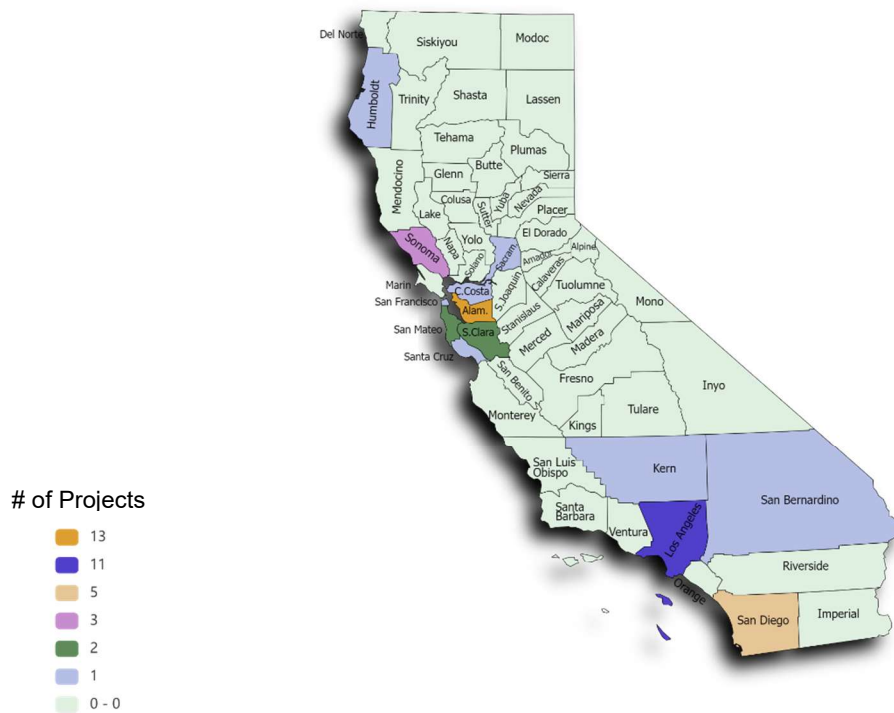 Del Norte
Siskiyou
Modoc
Humboldt
Trinity
Shasta
Lassen
Tehama
Plumas
Mendocino
Glenn
Butte
Sierra
Colusa
Lake
Sutter
Yuba
Nevada
Placer
Sonoma
Napa
Yolo
Solano
Sacram.
El Dorado
Amador
Alpine
Calaveras
Marin
C.Costa
S.Joaquin
Tuolumne
Mono
San Francisco
Alam.
Stanislaus
Mariposa
San Mateo
S.Clara
Merced
Madera
Santa Cruz
San Benito
Fresno
Inyo
Monterey
Kings
Tulare
San Luis
Obispo
Kern
San Bernardino
Santa
Barbara
Ventura
Los Angeles
Orange
Riverside
San Diego
Imperial
# of Projects
13
11
5
3
2
1
0 - 0